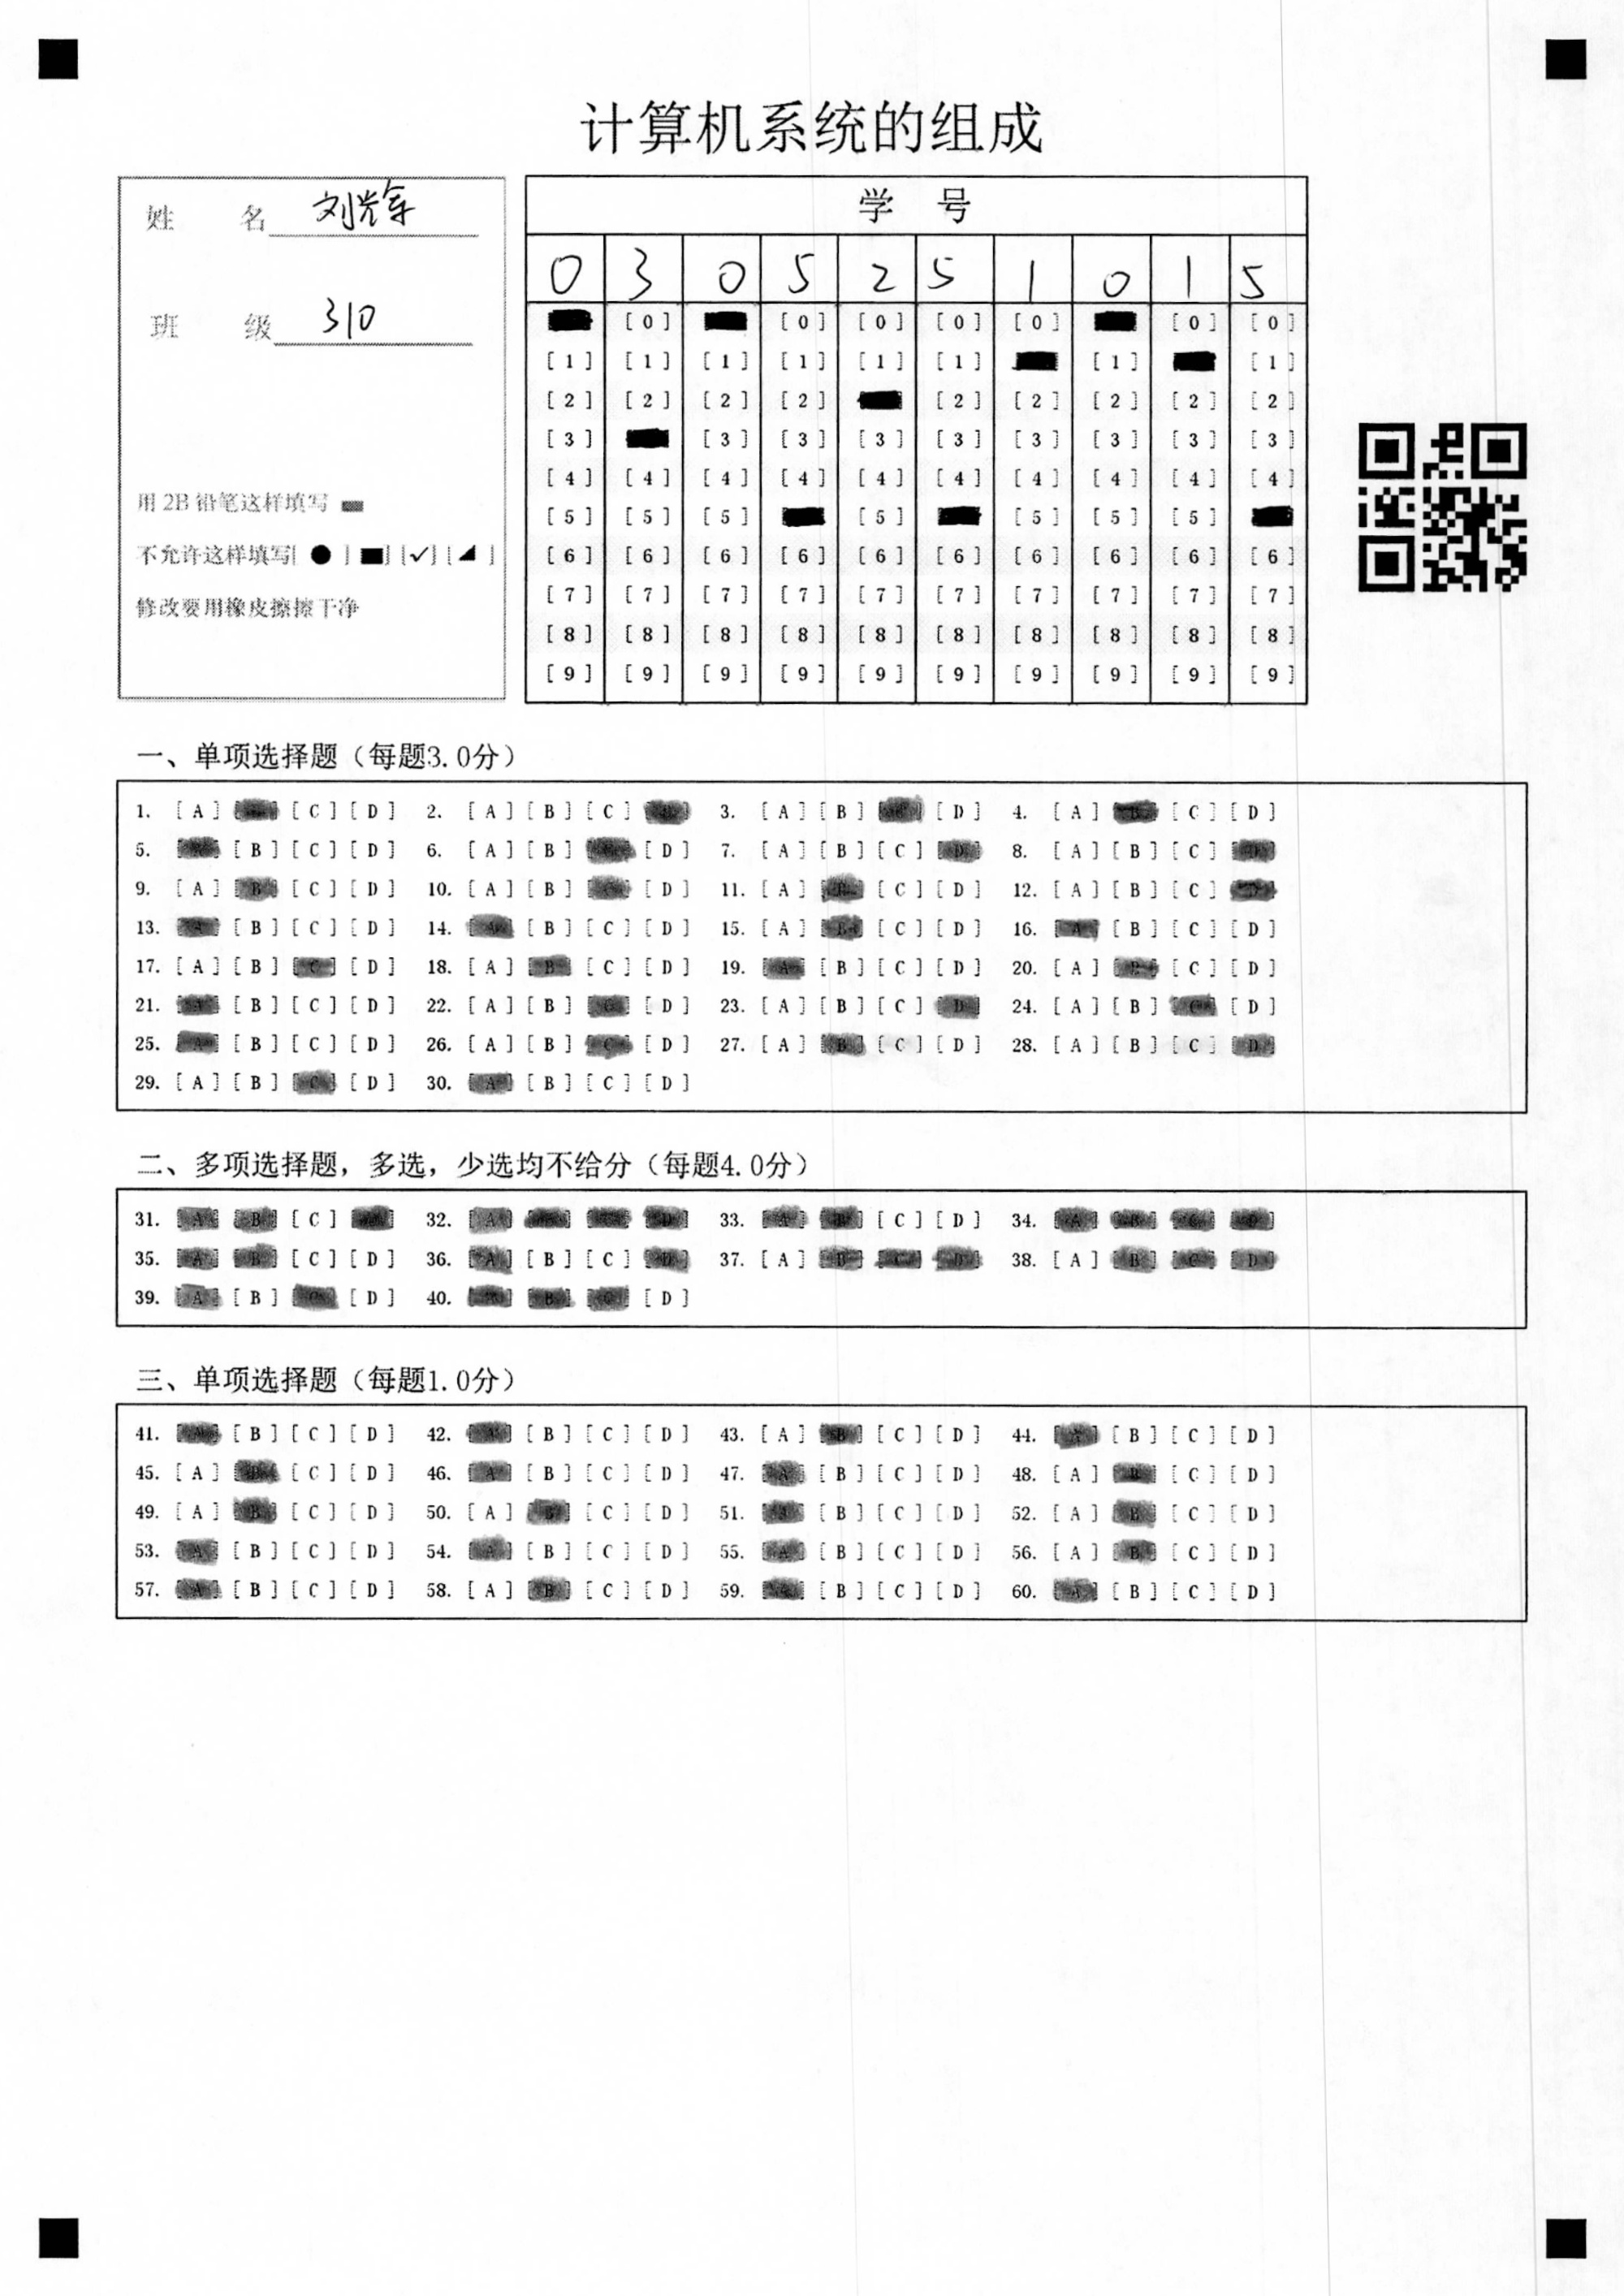 计算机系统的组成
姓 名 刘光军
班 级 310
用 2B 铅笔这样填写
不允许这样填写[ ● ] [■] [✓] [◢ ]
修改要用橡皮擦擦干净
学 号
0 3 0 5 2 5 1 0 1 5
[0] [0] [0] [0] [0] [0] [0]
[1] [1] [1] [1] [1] [1] [1] [1]
[2] [2] [2] [2] [2] [2] [2] [2] [2]
[3] [3] [3] [3] [3] [3] [3] [3] [3]
[4] [4] [4] [4] [4] [4] [4] [4] [4] [4]
[5] [5] [5] [5] [5] [5] [5]
[6] [6] [6] [6] [6] [6] [6] [6] [6] [6]
[7] [7] [7] [7] [7] [7] [7] [7] [7] [7]
[8] [8] [8] [8] [8] [8] [8] [8] [8] [8]
[9] [9] [9] [9] [9] [9] [9] [9] [9] [9]
一、单项选择题（每题3.0分）
1. [A] [C] [D] 2. [A] [B] [C] 3. [A] [B] [D] 4. [A] [C] [D]
5. [B] [C] [D] 6. [A] [B] [D] 7. [A] [B] [C] [D] 8. [A] [B] [C] [D]
9. [A] [B] [C] [D] 10. [A] [B] [C] [D] 11. [A] [B] [C] [D] 12. [A] [B] [C] [D]
13. [A] [B] [C] [D] 14. [A] [B] [C] [D] 15. [A] [B] [C] [D] 16. [A] [B] [C] [D]
17. [A] [B] [C] [D] 18. [A] [B] [C] [D] 19. [A] [B] [C] [D] 20. [A] [B] [C] [D]
21. [A] [B] [C] [D] 22. [A] [B] [C] [D] 23. [A] [B] [C] [D] 24. [A] [B] [C] [D]
25. [A] [B] [C] [D] 26. [A] [B] [C] [D] 27. [A] [B] [C] [D] 28. [A] [B] [C] [D]
29. [A] [B] [C] [D] 30. [A] [B] [C] [D]
二、多项选择题，多选，少选均不给分（每题4.0分）
31. [A] [B] [C] 32. [A] [D] 33. [A] [B] [C] [D] 34. [A] [B] [C] [D]
35. [A] [B] [C] [D] 36. [A] [B] [C] [D] 37. [A] [B] [C] [D] 38. [A] [B] [C] [D]
39. [A] [B] [C] [D] 40. [A] [B] [C] [D]
三、单项选择题（每题1.0分）
41. [A] [B] [C] [D] 42. [A] [B] [C] [D] 43. [A] [B] [C] [D] 44. [A] [B] [C] [D]
45. [A] [B] [C] [D] 46. [A] [B] [C] [D] 47. [A] [B] [C] [D] 48. [A] [B] [C] [D]
49. [A] [B] [C] [D] 50. [A] [B] [C] [D] 51. [A] [B] [C] [D] 52. [A] [B] [C] [D]
53. [A] [B] [C] [D] 54. [A] [B] [C] [D] 55. [A] [B] [C] [D] 56. [A] [B] [C] [D]
57. [A] [B] [C] [D] 58. [A] [B] [C] [D] 59. [A] [B] [C] [D] 60. [A] [B] [C] [D]